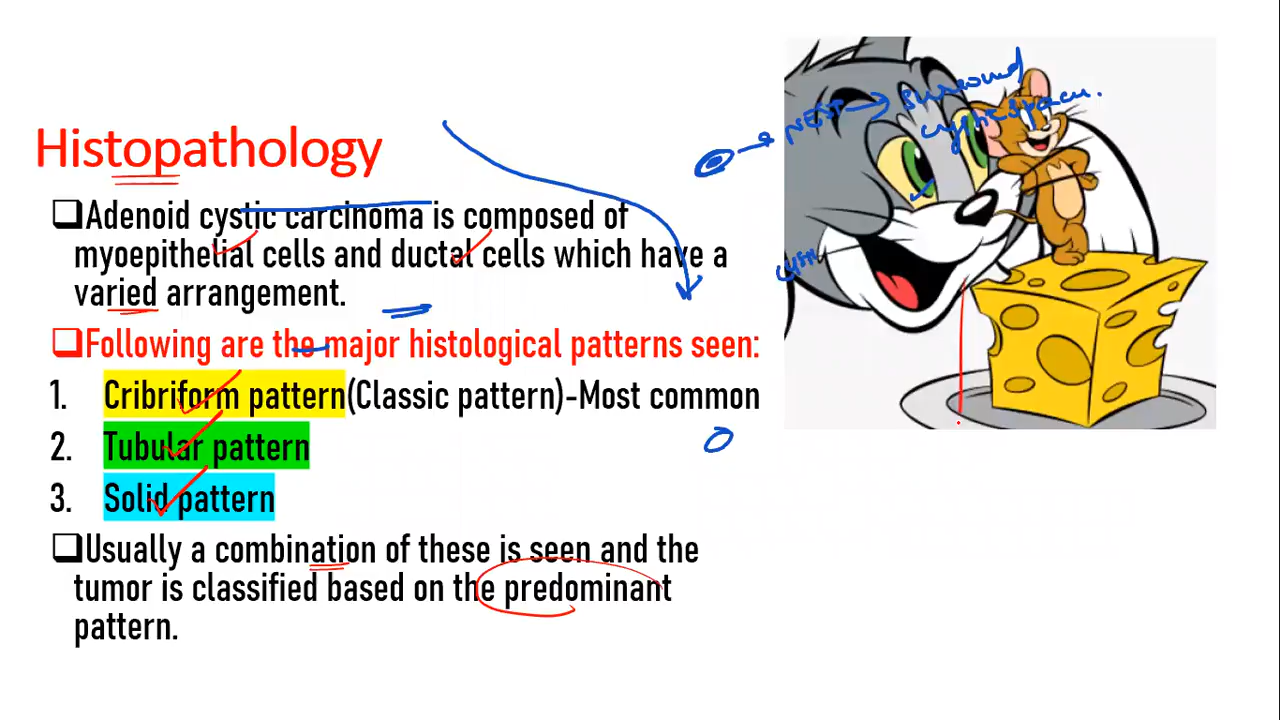 Histopathology
❑Adenoid cystic carcinoma is composed of
myoepithelial cells and ductal cells which have a
varied arrangement.
❑Following are the major histological patterns seen:
1. Cribriform pattern(Classic pattern)-Most common
2. Tubular pattern
3. Solid pattern
❑Usually a combination of these is seen and the
tumor is classified based on the predominant
pattern.
NEST → Surround